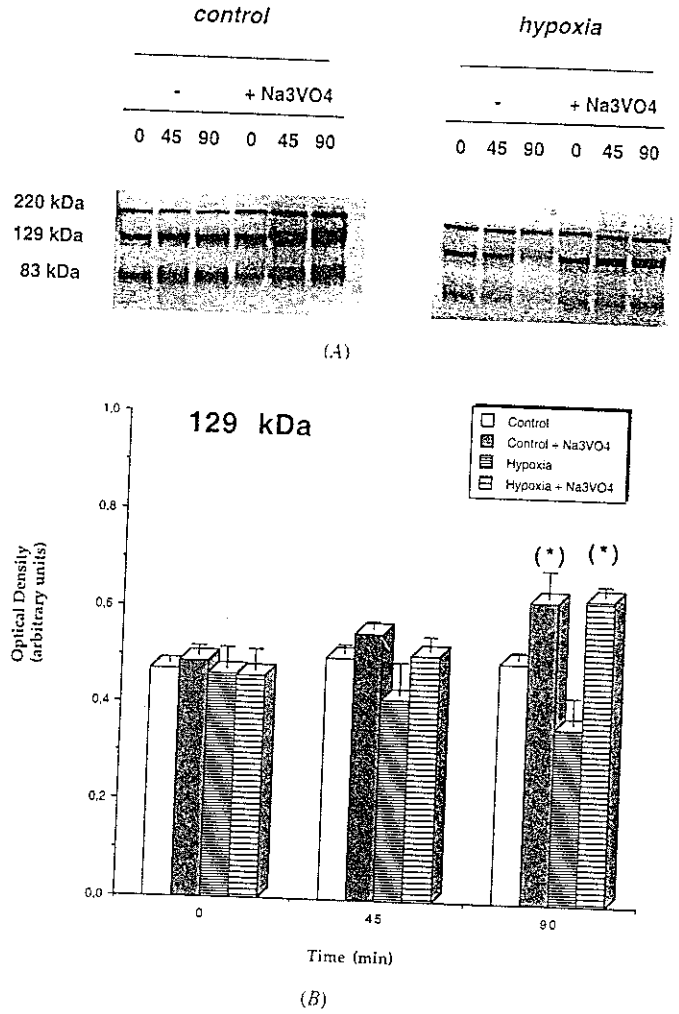 control
hypoxia
- + Na3VO4
- + Na3VO4
0 45 90 0 45 90
0 45 90 0 45 90
220 kDa
129 kDa
83 kDa
(A)
129 kDa
Control
Control + Na3VO4
Hypoxia
Hypoxia + Na3VO4
(*) (*)
Optical Density
(arbitrary units)
1,0
0,8
0,6
0,4
0,2
0,0
0 45 90
Time (min)
(B)